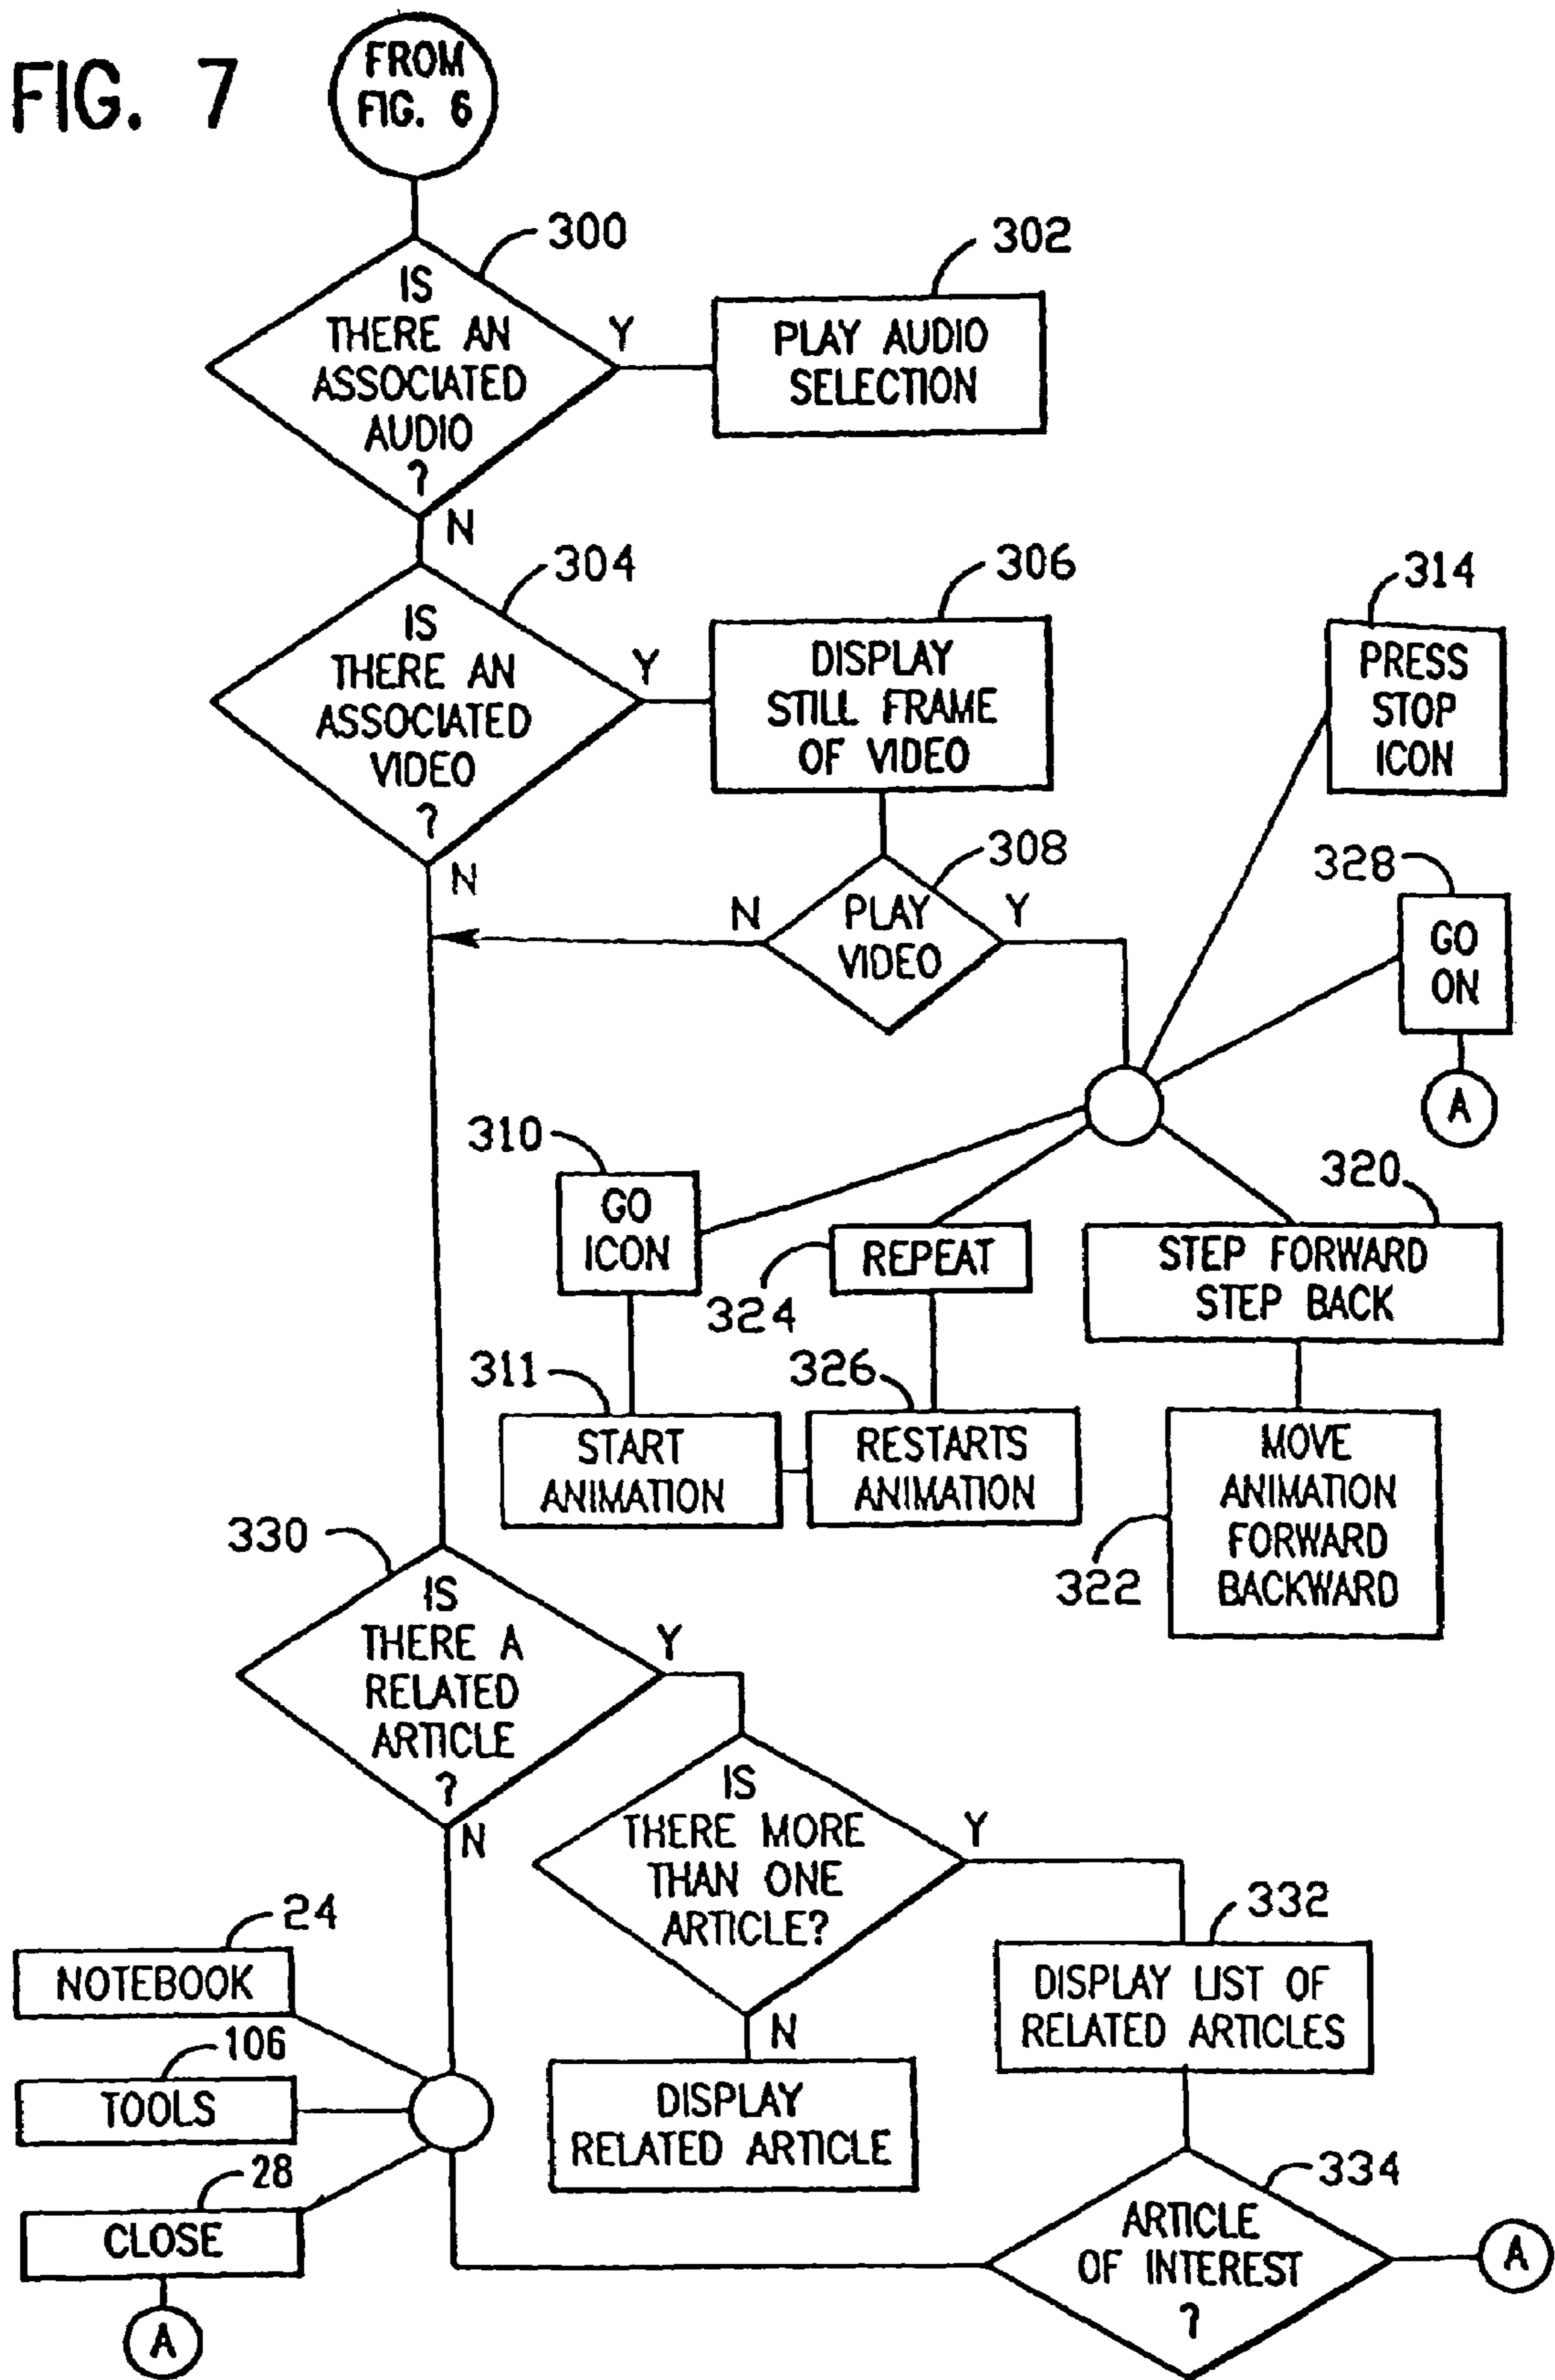 FIG. 7
FROM
FIG. 6
300
IS
THERE AN
ASSOCIATED
AUDIO
?
Y
N
302
PLAY AUDIO
SELECTION
304
IS
THERE AN
ASSOCIATED
VIDEO
?
Y
N
306
DISPLAY
STILL FRAME
OF VIDEO
308
PLAY
VIDEO
N
Y
314
PRESS
STOP
ICON
328
GO
ON
A
310
GO
ICON
324
REPEAT
320
STEP FORWARD
STEP BACK
311
START
ANIMATION
326
RESTARTS
ANIMATION
322
MOVE
ANIMATION
FORWARD
BACKWARD
330
IS
THERE A
RELATED
ARTICLE
?
Y
N
IS
THERE MORE
THAN ONE
ARTICLE?
Y
N
332
DISPLAY LIST OF
RELATED ARTICLES
DISPLAY
RELATED ARTICLE
24
NOTEBOOK
106
TOOLS
28
CLOSE
A
334
ARTICLE
OF INTEREST
?
A